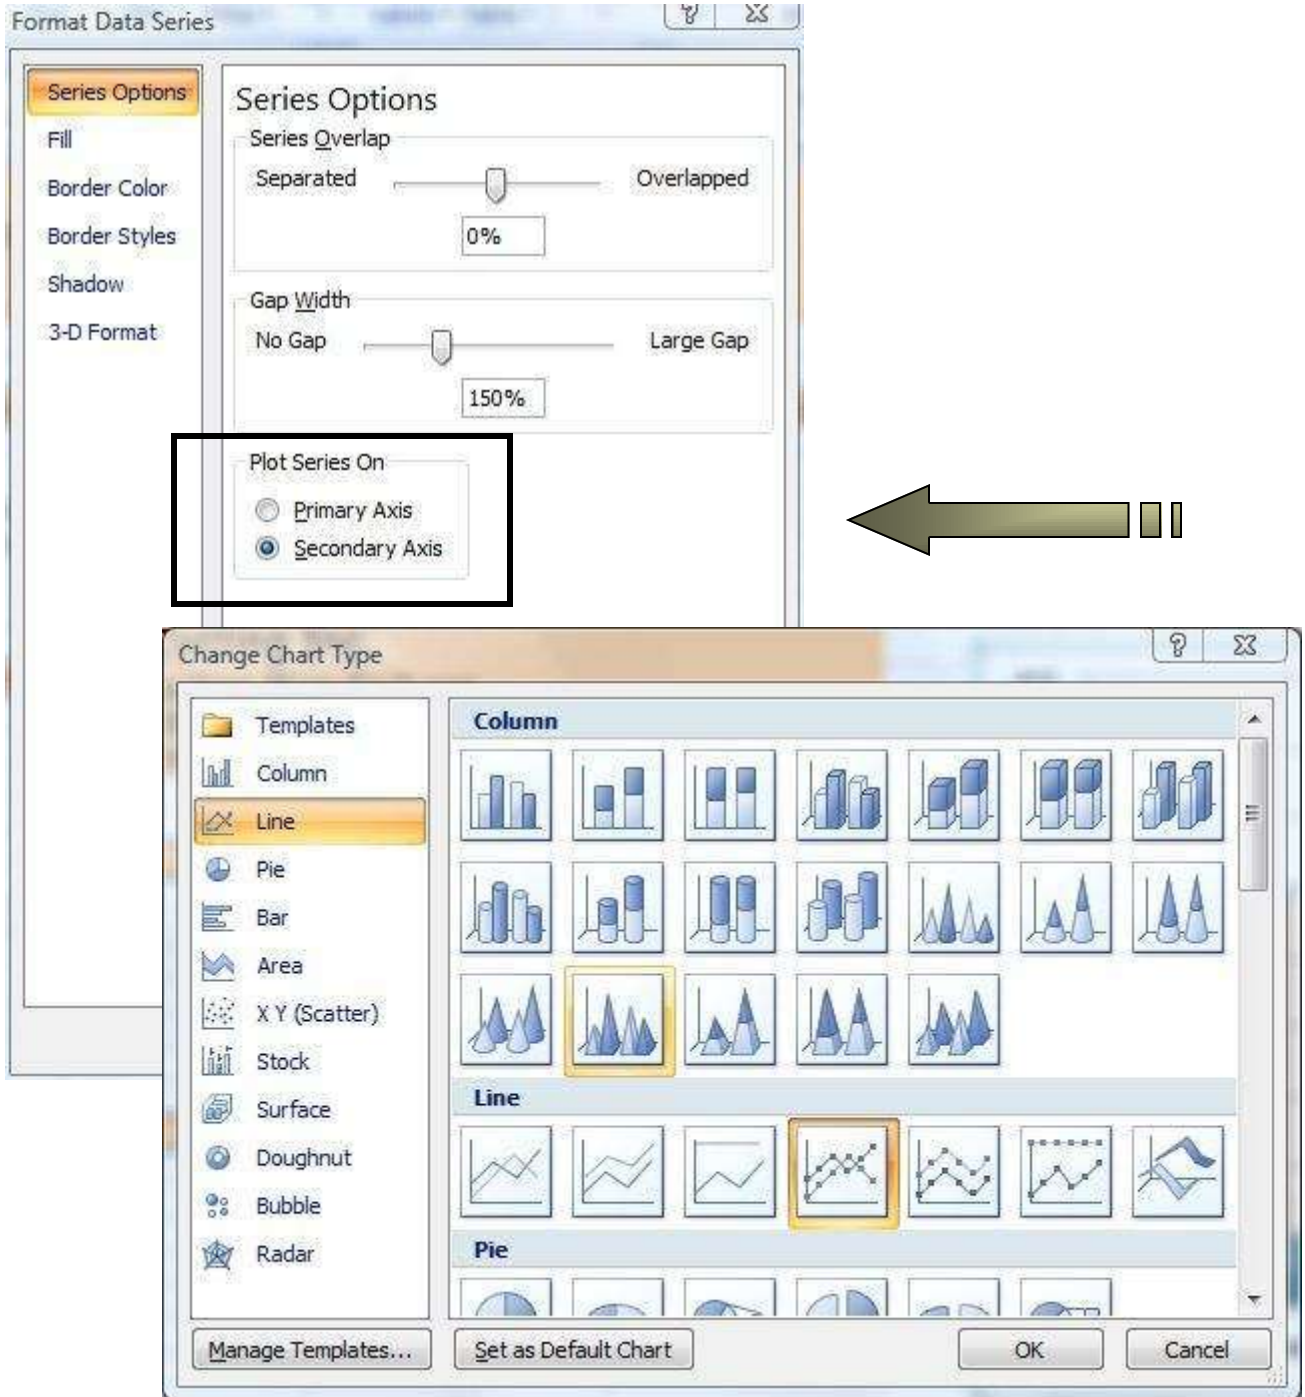 Format Data Series
Series Options
Fill
Border Color
Border Styles
Shadow
3-D Format
Series Options
Series Overlap
Separated Overlapped
0%
Gap Width
No Gap Large Gap
150%
Plot Series On
Primary Axis
Secondary Axis
Change Chart Type
Templates
Column
Line
Pie
Bar
Area
X Y (Scatter)
Stock
Surface
Doughnut
Bubble
Radar
Column
Line
Pie
Manage Templates...
Set as Default Chart
OK
Cancel